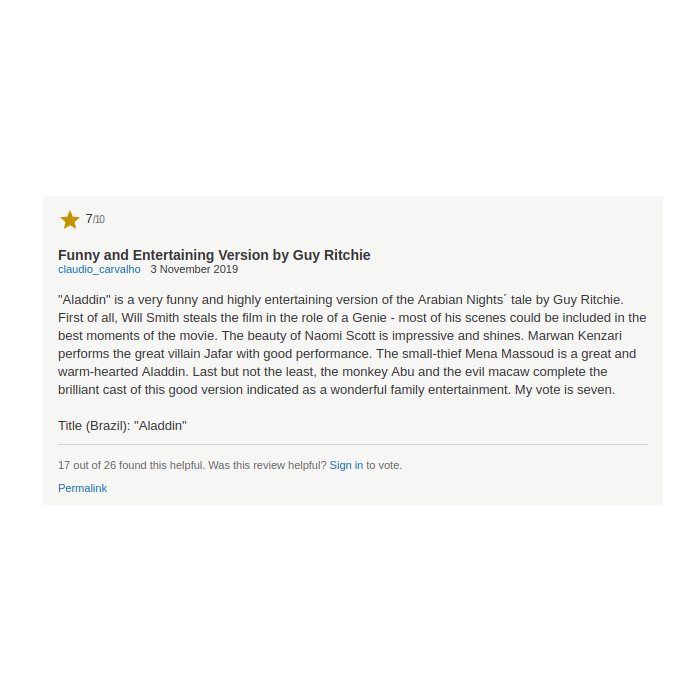 7/10
Funny and Entertaining Version by Guy Ritchie
claudio_carvalho 3 November 2019
"Aladdin" is a very funny and highly entertaining version of the Arabian Nights´ tale by Guy Ritchie.
First of all, Will Smith steals the film in the role of a Genie - most of his scenes could be included in the
best moments of the movie. The beauty of Naomi Scott is impressive and shines. Marwan Kenzari
performs the great villain Jafar with good performance. The small-thief Mena Massoud is a great and
warm-hearted Aladdin. Last but not the least, the monkey Abu and the evil macaw complete the
brilliant cast of this good version indicated as a wonderful family entertainment. My vote is seven.
Title (Brazil): "Aladdin"
17 out of 26 found this helpful. Was this review helpful? Sign in to vote.
Permalink